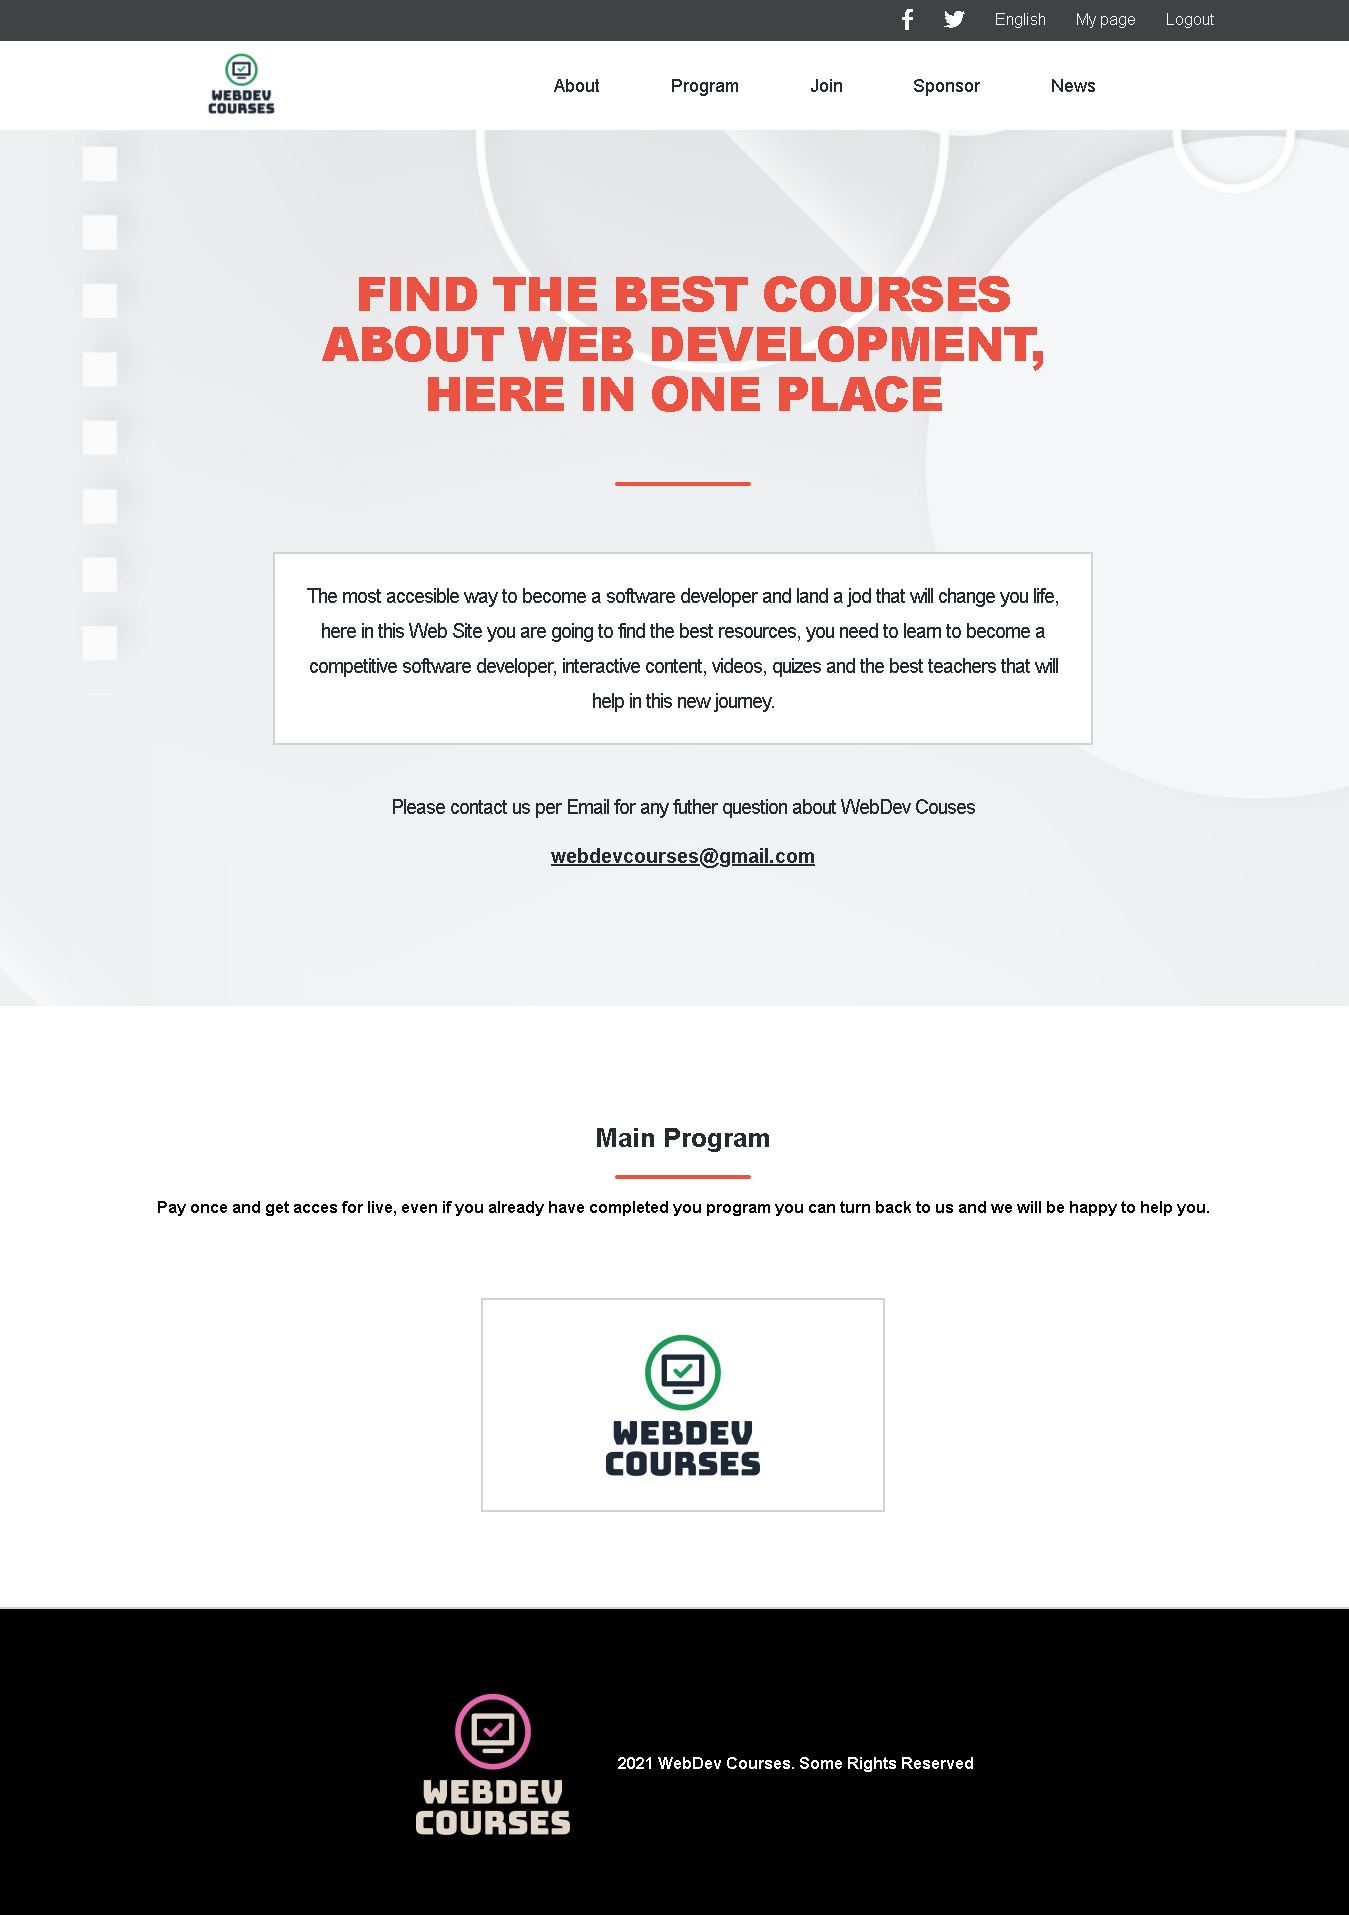 English My page Logout
WEBDEV
COURSES
About Program Join Sponsor News
FIND THE BEST COURSES
ABOUT WEB DEVELOPMENT,
HERE IN ONE PLACE
The most accesible way to become a software developer and land a jod that will change you life,
here in this Web Site you are going to find the best resources, you need to learn to become a
competitive software developer, interactive content, videos, quizes and the best teachers that will
help in this new journey.
Please contact us per Email for any futher question about WebDev Couses
webdevcourses@gmail.com
Main Program
Pay once and get acces for live, even if you already have completed you program you can turn back to us and we will be happy to help you.
WEBDEV
COURSES
WEBDEV
COURSES
2021 WebDev Courses. Some Rights Reserved